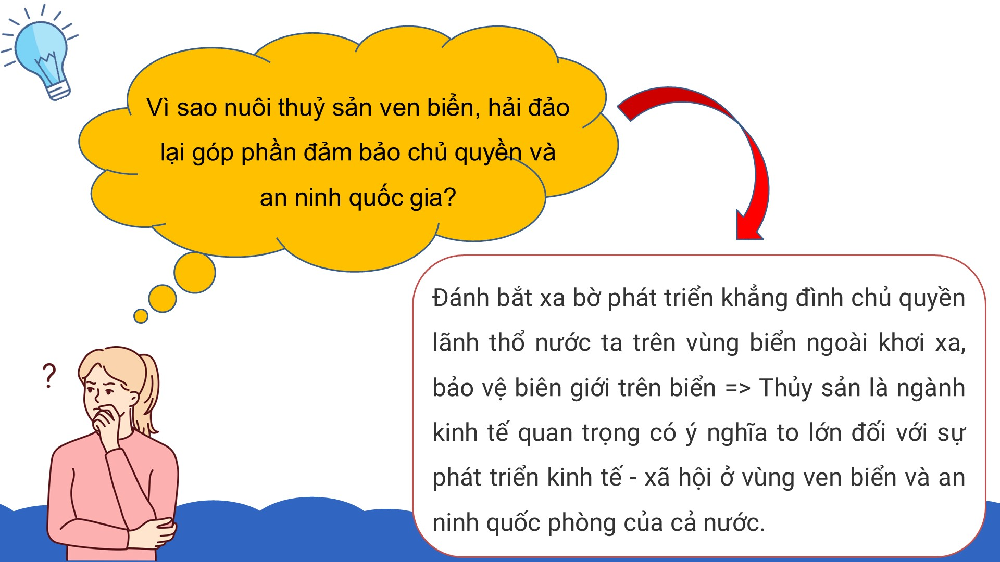 Vì sao nuôi thuỷ sản ven biển, hải đảo
lại góp phần đảm bảo chủ quyền và
an ninh quốc gia?
Đánh bắt xa bờ phát triển khẳng đình chủ quyền
lãnh thổ nước ta trên vùng biển ngoài khơi xa,
bảo vệ biên giới trên biển => Thủy sản là ngành
kinh tế quan trọng có ý nghĩa to lớn đối với sự
phát triển kinh tế - xã hội ở vùng ven biển và an
ninh quốc phòng của cả nước.
?